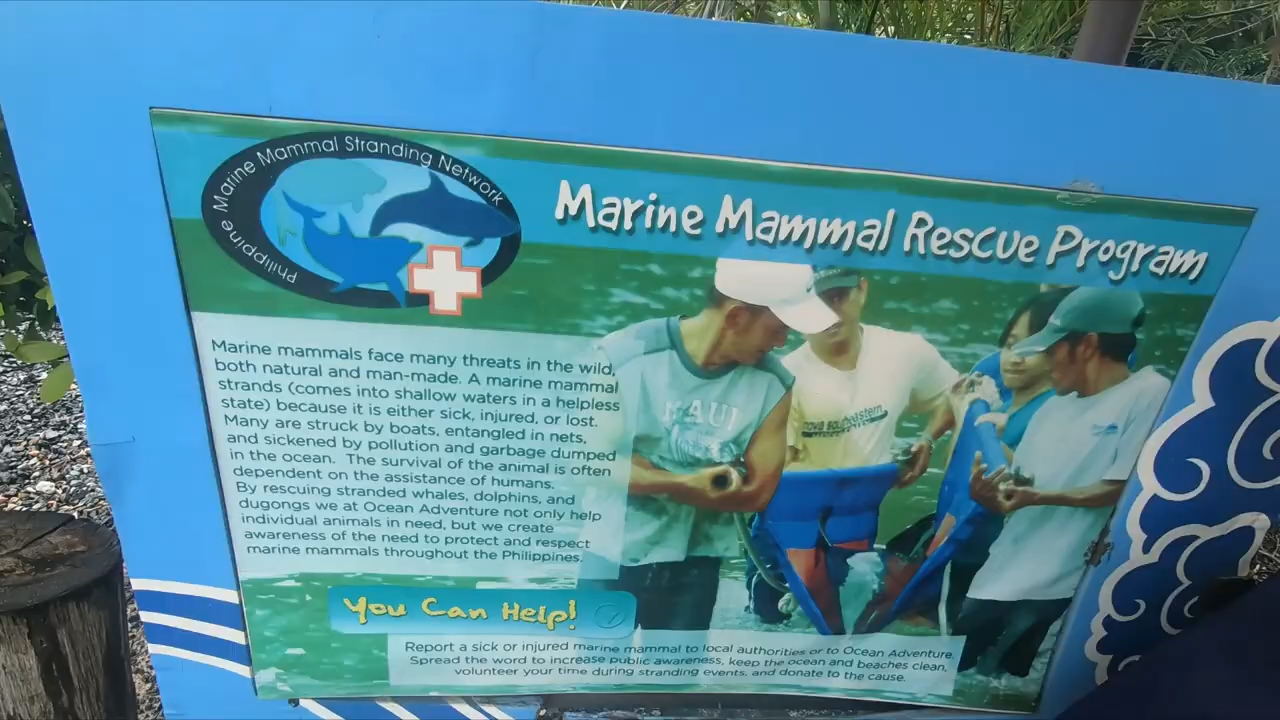 Philippine Marine Mammal Stranding Network
Marine Mammal Rescue Program
Marine mammals face many threats in the wild,
both natural and man-made. A marine mammal
strands (comes into shallow waters in a helpless
state) because it is either sick, injured, or lost.
Many are struck by boats, entangled in nets,
and sickened by pollution and garbage dumped
in the ocean. The survival of the animal is often
dependent on the assistance of humans.
By rescuing stranded whales, dolphins, and
dugongs we at Ocean Adventure not only help
individual animals in need, but we create
awareness of the need to protect and respect
marine mammals throughout the Philippines.
MAUI
nova southeastern
You Can Help!
Report a sick or injured marine mammal to local authorities or to Ocean Adventure.
Spread the word to increase public awareness, keep the ocean and beaches clean,
volunteer your time during stranding events, and donate to the cause.